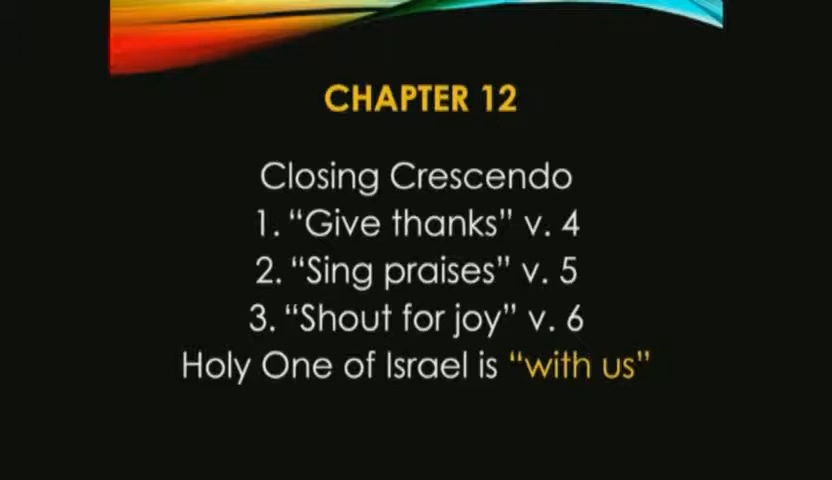 CHAPTER 12
Closing Crescendo
1. “Give thanks” v. 4
2. “Sing praises” v. 5
3. “Shout for joy” v. 6
Holy One of Israel is “with us”